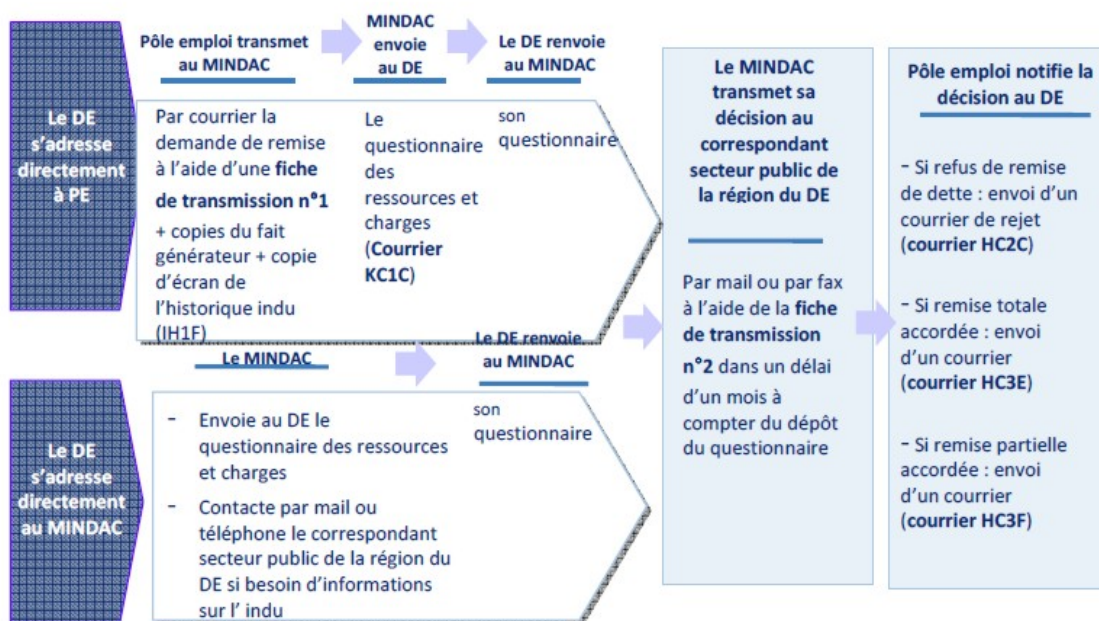 Le DE
s’adresse
directement
à PE
Pôle emploi transmet
au MINDAC
MINDAC
envoie
au DE
Le DE renvoie
au MINDAC
Par courrier la
demande de remise
à l’aide d’une fiche
de transmission n°1
+ copies du fait
générateur + copie
d’écran de
l’historique indu
(IH1F)
Le
questionnaire
des
ressources et
charges
(Courrier
KC1C)
son
questionnaire
Le DE
s’adresse
directement
au MINDAC
Le MINDAC
Le DE renvoie
au MINDAC
- Envoie au DE le
questionnaire des ressources
et charges
- Contacte par mail ou
téléphone le correspondant
secteur public de la région du
DE si besoin d’informations
sur l’ indu
son
questionnaire
Le MINDAC
transmet sa
décision au
correspondant
secteur public de
la région du DE
Par mail ou par fax
à l’aide de la fiche
de transmission
n°2 dans un délai
d’un mois à
compter du dépôt
du questionnaire
Pôle emploi notifie la
décision au DE
- Si refus de remise
de dette : envoi d’un
courrier de rejet
(courrier HC2C)
- Si remise totale
accordée : envoi
d’un courrier
(courrier HC3E)
- Si remise partielle
accordée : envoi
d’un courrier
(courrier HC3F)